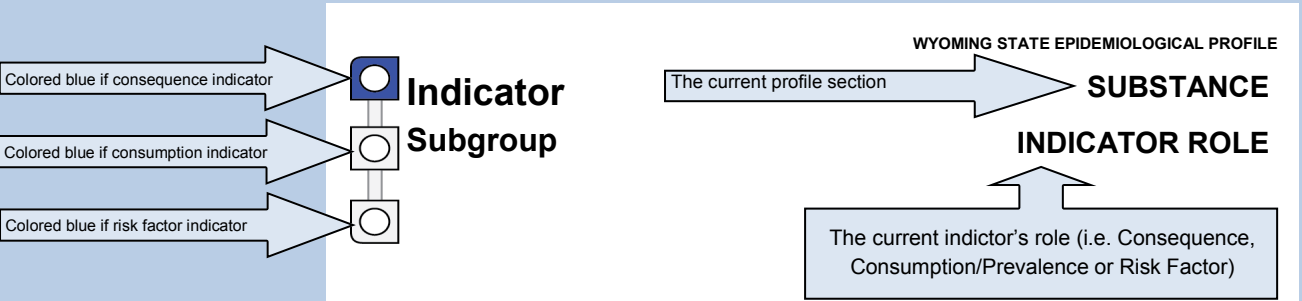 WYOMING STATE EPIDEMIOLOGICAL PROFILE
Colored blue if consequence indicator
Indicator
The current profile section
SUBSTANCE
Colored blue if consumption indicator
Subgroup
INDICATOR ROLE
Colored blue if risk factor indicator
The current indictor’s role (i.e. Consequence,
Consumption/Prevalence or Risk Factor)